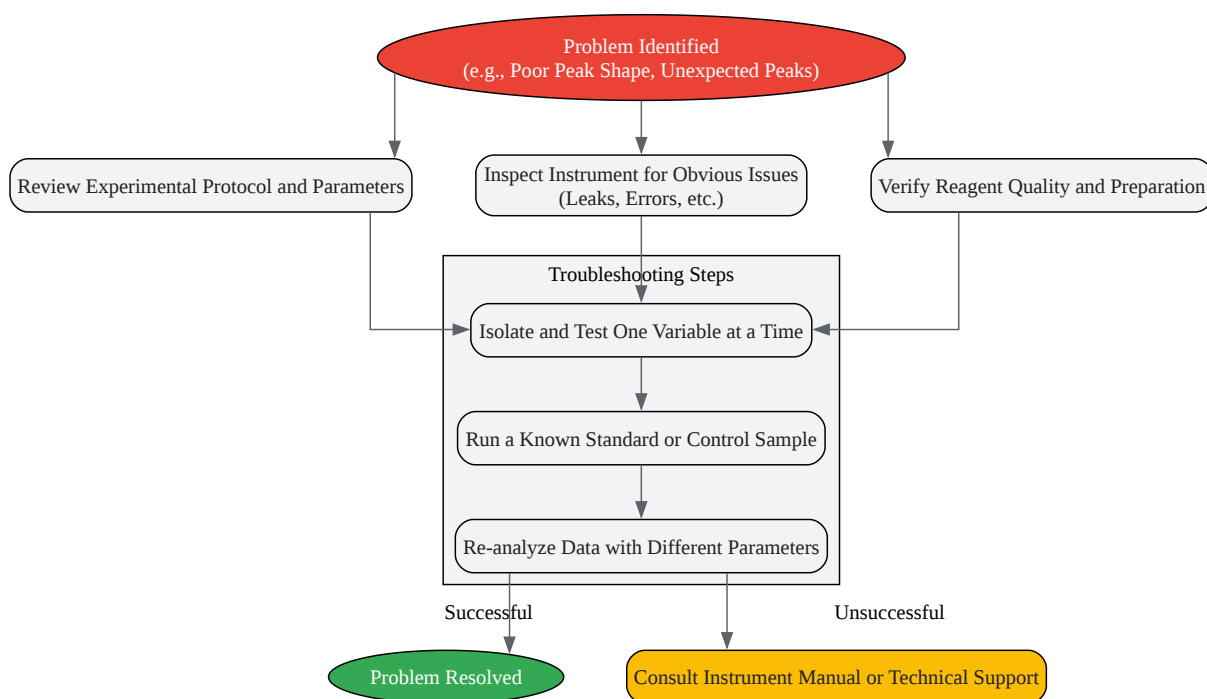 Problem Identified
(e.g., Poor Peak Shape, Unexpected Peaks)
Review Experimental Protocol and Parameters
Inspect Instrument for Obvious Issues
(Leaks, Errors, etc.)
Verify Reagent Quality and Preparation
Troubleshooting Steps
Isolate and Test One Variable at a Time
Run a Known Standard or Control Sample
Re-analyze Data with Different Parameters
Successful
Unsuccessful
Problem Resolved
Consult Instrument Manual or Technical Support